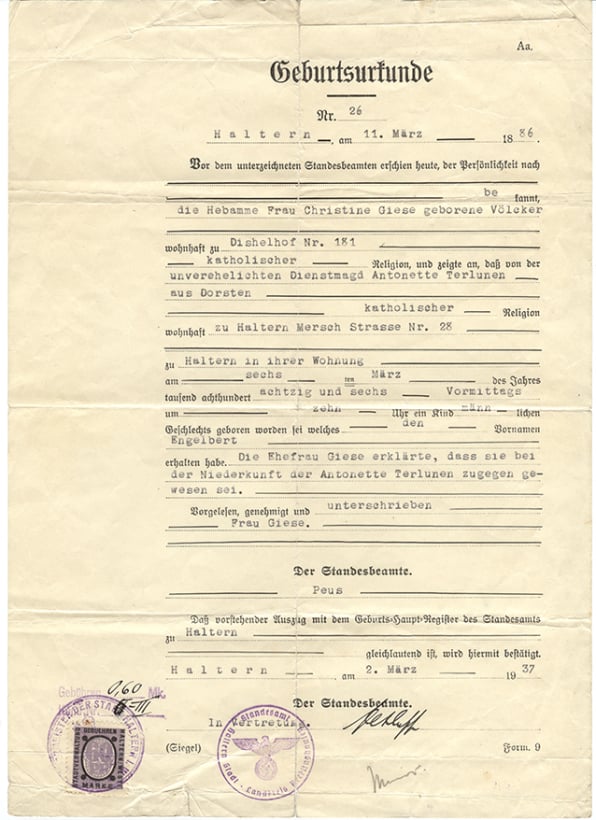 Aa.
Geburtsurkunde
Nr. 26
Haltern, am 11. März 1886.
Vor dem unterzeichneten Standesbeamten erschien heute, der Persönlichkeit nach
be kannt,
die Hebamme Frau Christine Giese geborene Völcker
wohnhaft zu Dishelhof Nr. 181
katholischer Religion, und zeigte an, daß von der
unverehelichten Dienstmagd Antonette Terlunen
aus Dorsten
katholischer Religion
wohnhaft zu Haltern Mersch Strasse Nr. 28
zu Haltern in ihrer Wohnung
am sechs ten März des Jahres
tausend achthundert achtzig und sechs Vormittags
um zehn Uhr ein Kind männ lichen
Geschlechts geboren worden sei welches den Vornamen
Engelbert
erhalten habe. Die Ehefrau Giese erklärte, dass sie bei
der Niederkunft der Antonette Terlunen zugegen ge-
wesen sei.
Vorgelesen, genehmigt und unterschrieben
Frau Giese.
Der Standesbeamte.
Peus
Daß vorstehender Auszug mit dem Geburts-Haupt-Register des Standesamts
zu Haltern
gleichlautend ist, wird hiermit bestätigt.
Haltern am 2. März 1937
Gebühren 0,60 Mk.
Der Standesbeamte.
In Vertretung
(Siegel)
Form. 9
STADTVERWALTUNG
GEBUEHREN
MARKE